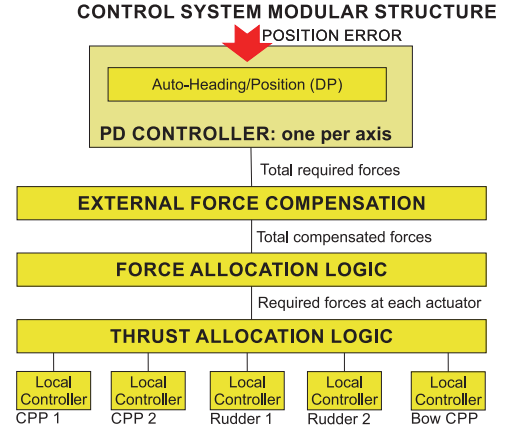 CONTROL SYSTEM MODULAR STRUCTURE
POSITION ERROR
Auto-Heading/Position (DP)
PD CONTROLLER: one per axis
Total required forces
EXTERNAL FORCE COMPENSATION
Total compensated forces
FORCE ALLOCATION LOGIC
Required forces at each actuator
THRUST ALLOCATION LOGIC
Local
Controller
CPP 1
Local
Controller
CPP 2
Local
Controller
Rudder 1
Local
Controller
Rudder 2
Local
Controller
Bow CPP